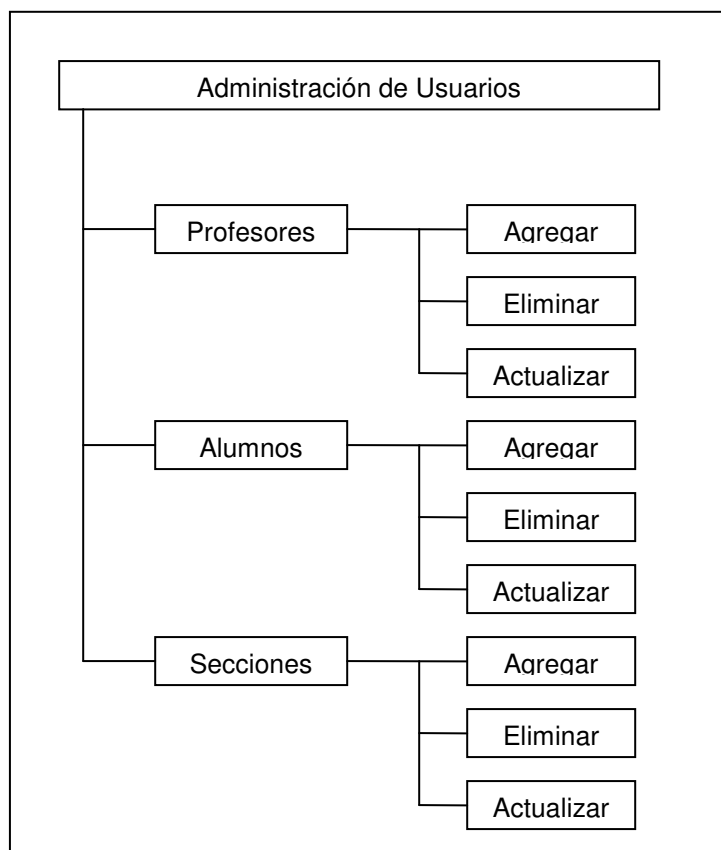 Administración de Usuarios
Profesores
Agregar
Eliminar
Actualizar
Alumnos
Agregar
Eliminar
Actualizar
Secciones
Agregar
Eliminar
Actualizar